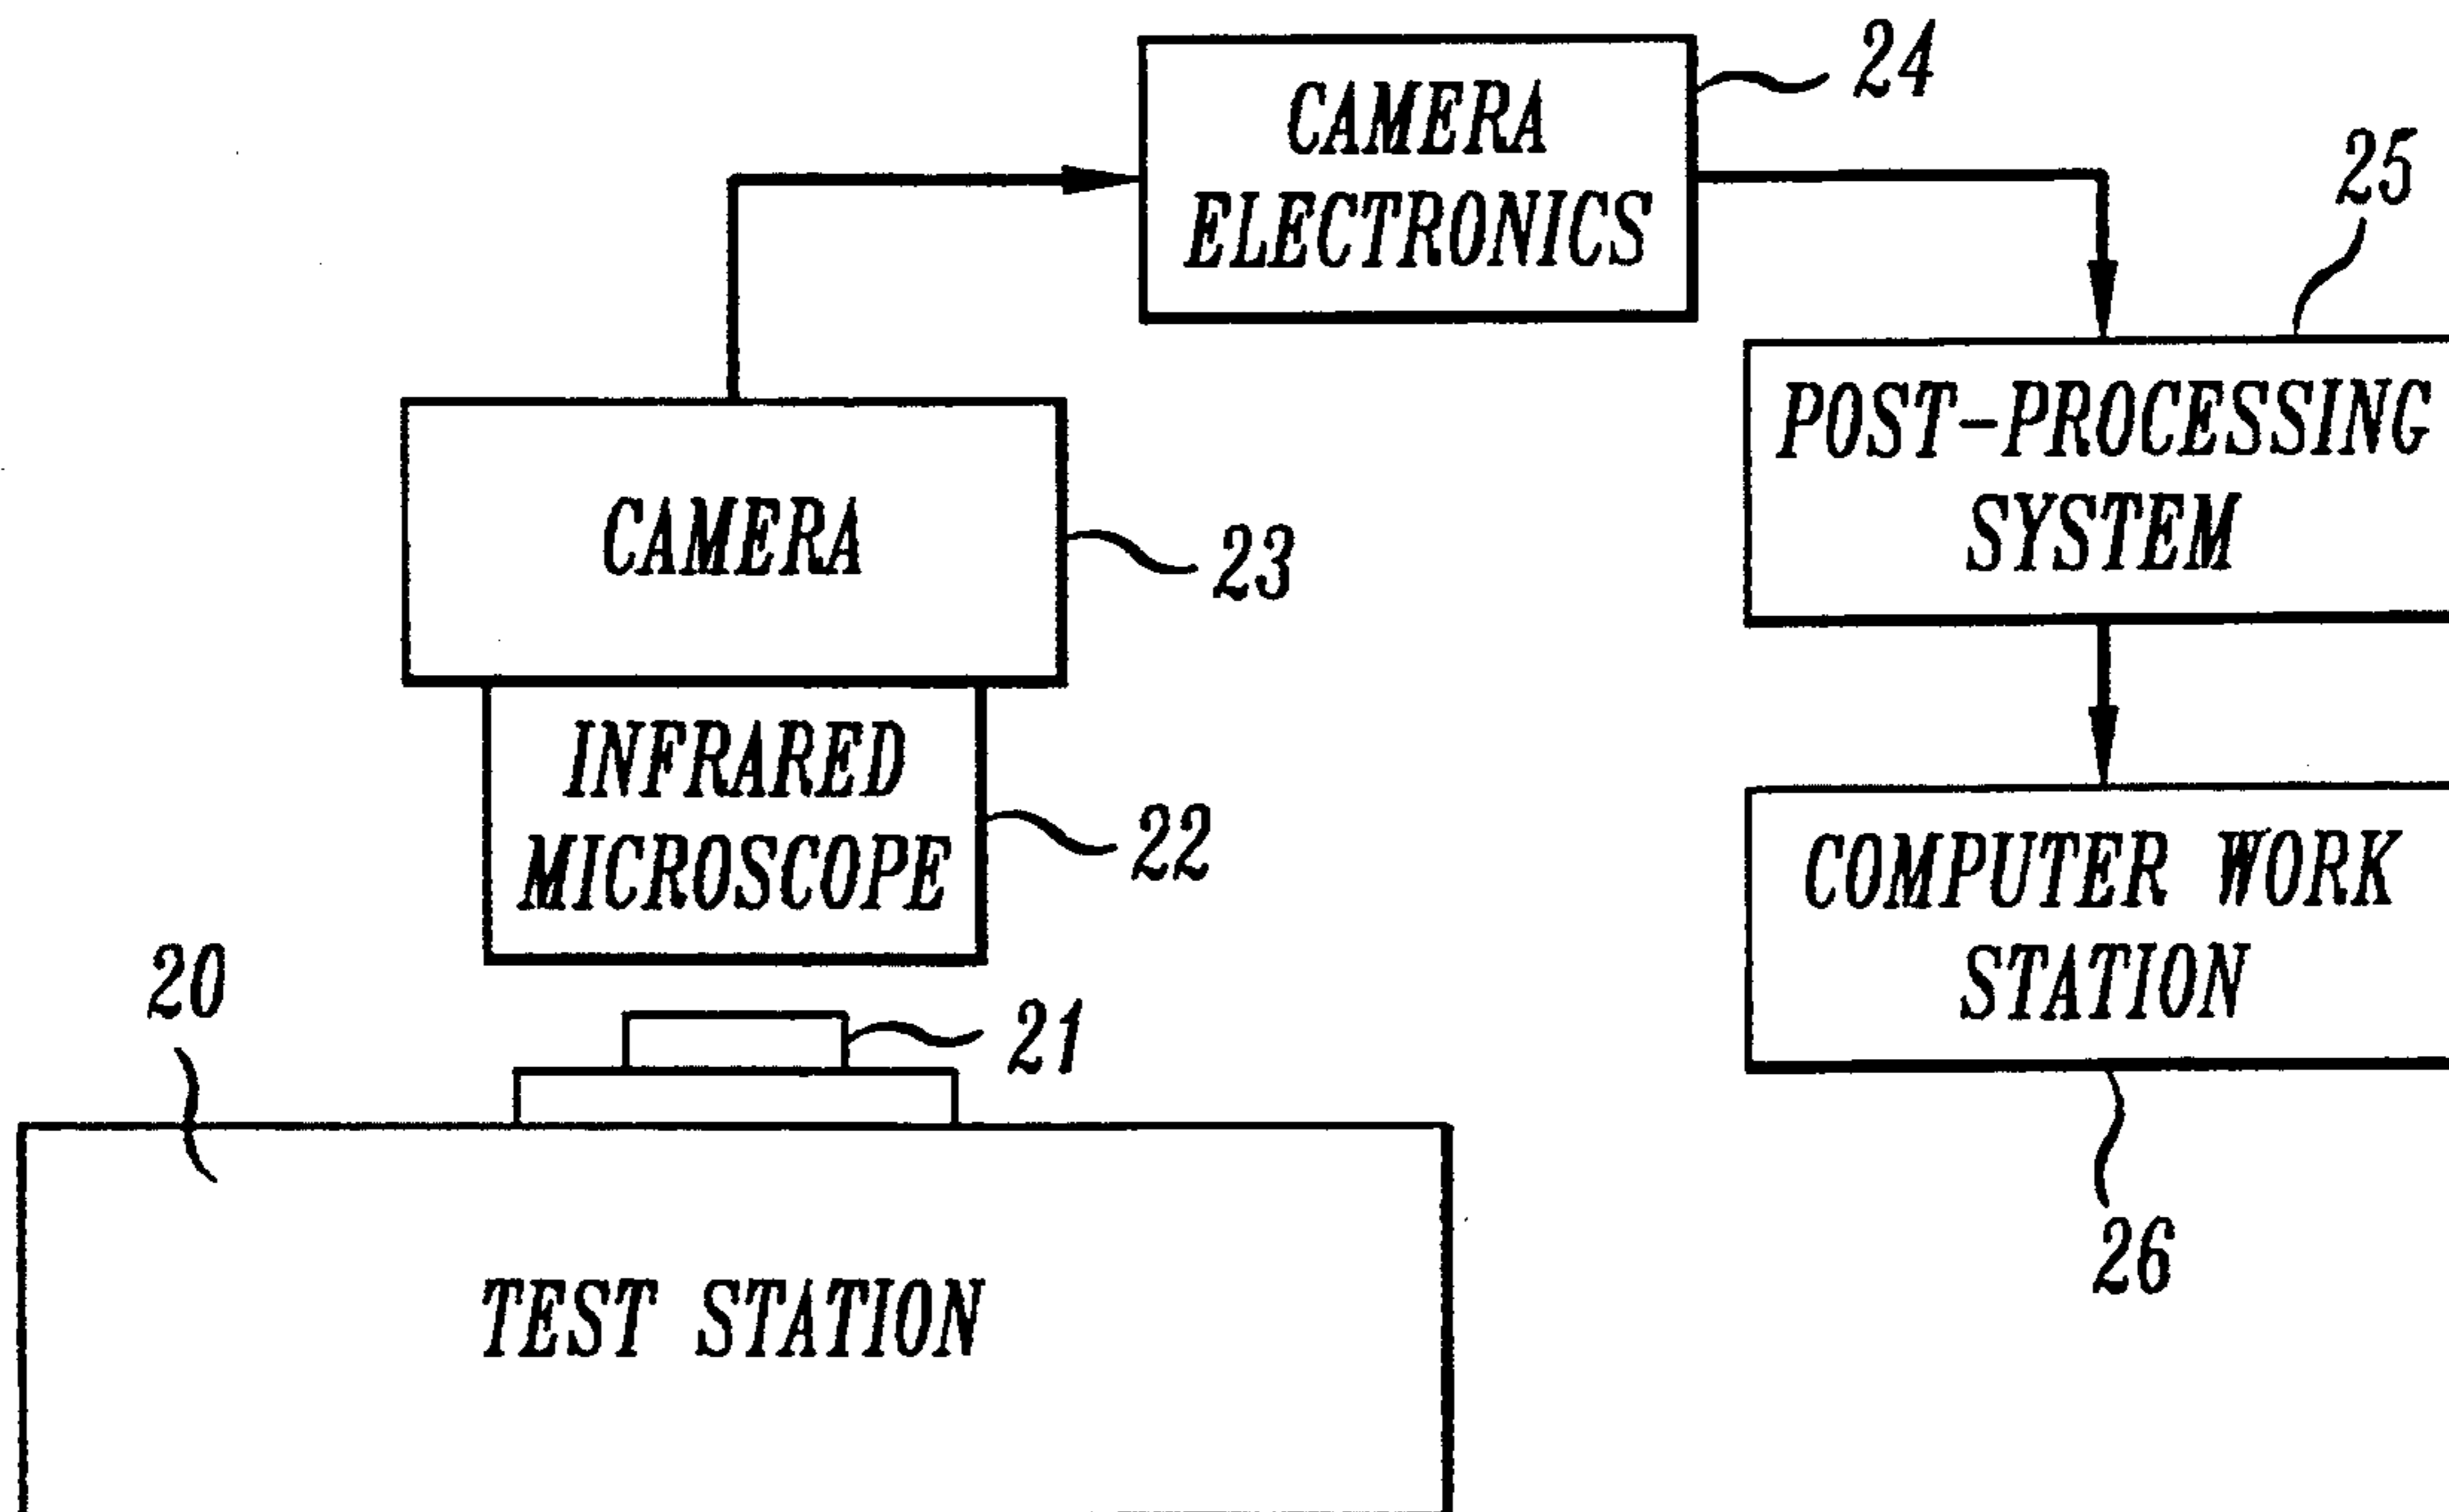 24
CAMERA
ELECTRONICS
25
POST-PROCESSING
SYSTEM
CAMERA
23
INFRARED
MICROSCOPE
22
COMPUTER WORK
STATION
20
21
26
TEST STATION